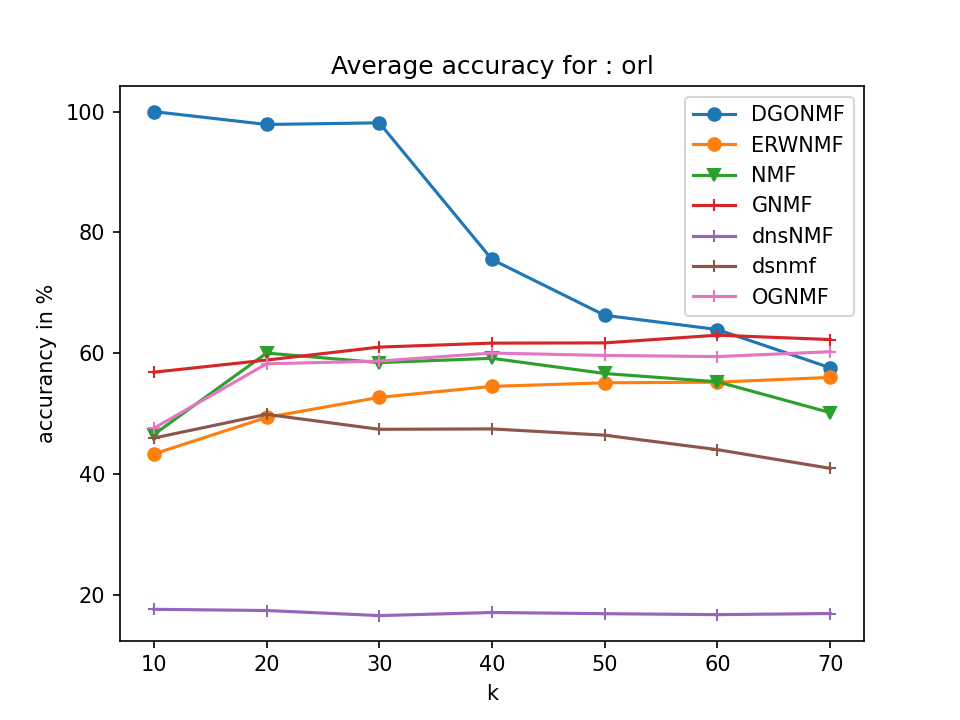 Average accuracy for : orl
accurancy in %
100
80
60
40
20
10 20 30 40 50 60 70
k
DGONMF
ERWNMF
NMF
GNMF
dnsNMF
dsnmf
OGNMF